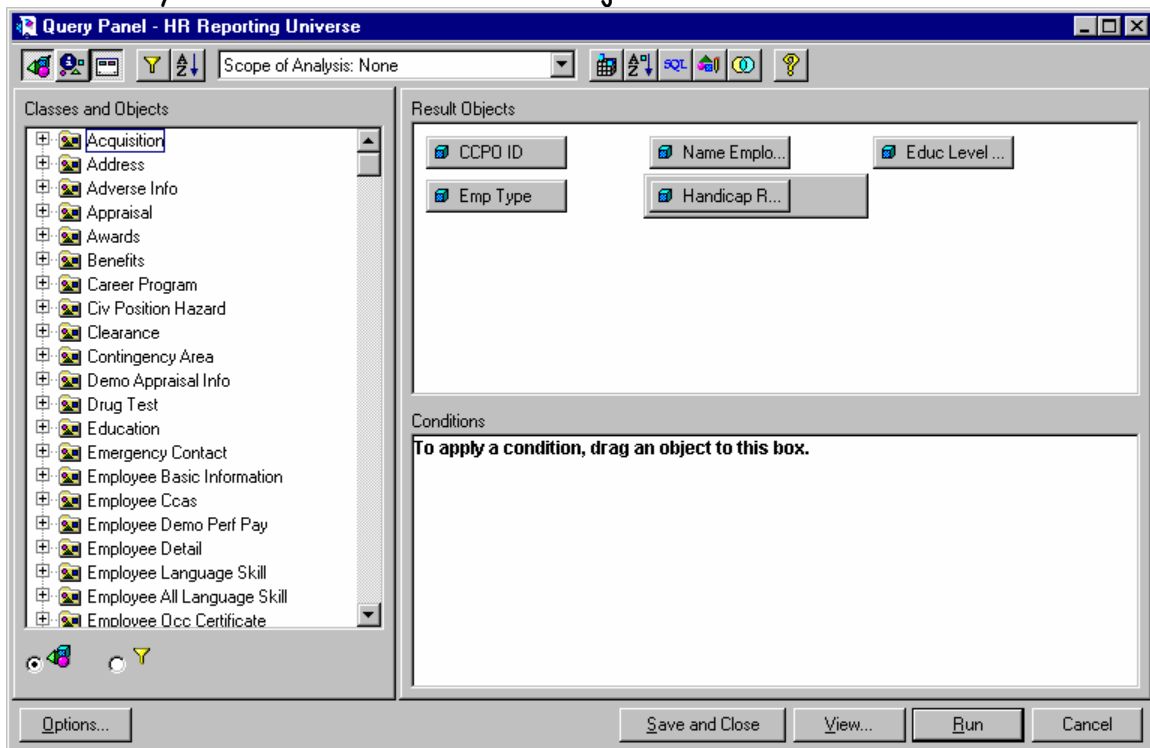 Query Panel - HR Reporting Universe
Scope of Analysis: None
SQL
Classes and Objects
Acquisition
Address
Adverse Info
Appraisal
Awards
Benefits
Career Program
Civ Position Hazard
Clearance
Contingency Area
Demo Appraisal Info
Drug Test
Education
Emergency Contact
Employee Basic Information
Employee Ccas
Employee Demo Perf Pay
Employee Detail
Employee Language Skill
Employee All Language Skill
Employee Occ Certificate
Result Objects
CCPO ID Name Emplo... Educ Level ...
Emp Type Handicap R...
Conditions
To apply a condition, drag an object to this box.
Options... Save and Close View... Run Cancel